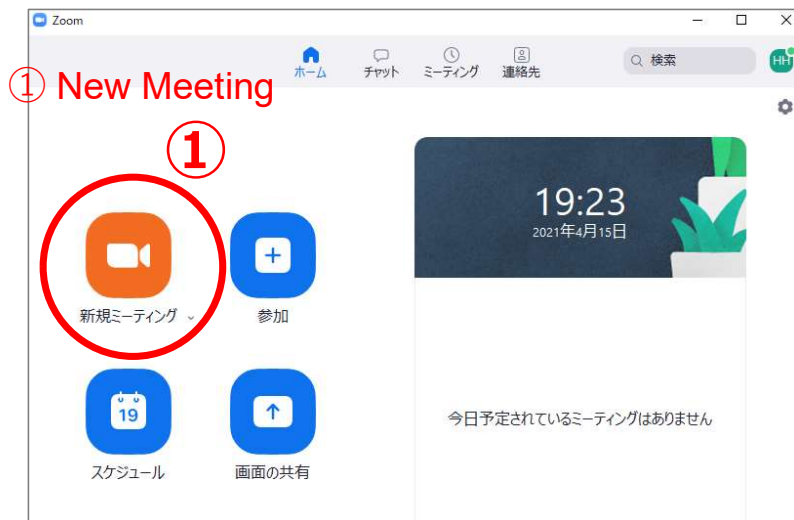 Zoom
ホーム
チャット
ミーティング
連絡先
検索
HH
① New Meeting
①
19:23
2021年4月15日
新規ミーティング
参加
19
スケジュール
画面の共有
今日予定されているミーティングはありません